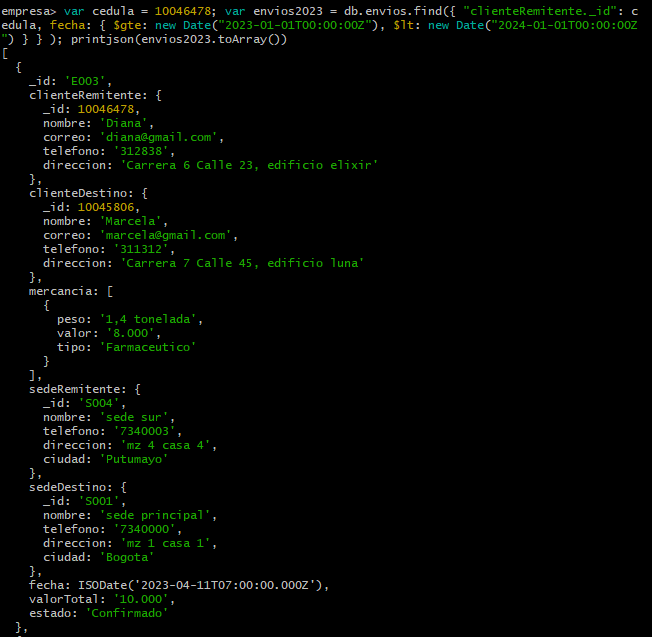 empresa> var cedula = 10046478; var envios2023 = db.envios.find({ "clienteRemitente._id": c
edula, fecha: { $gte: new Date("2023-01-01T00:00:00Z"), $lt: new Date("2024-01-01T00:00:00Z
") } } ); printjson(envios2023.toArray())
[
  {
    _id: 'E003',
    clienteRemitente: {
      _id: 10046478,
      nombre: 'Diana',
      correo: 'diana@gmail.com',
      telefono: '312838',
      direccion: 'Carrera 6 Calle 23, edificio elixir'
    },
    clienteDestino: {
      _id: 10045806,
      nombre: 'Marcela',
      correo: 'marcela@gmail.com',
      telefono: '311312',
      direccion: 'Carrera 7 Calle 45, edificio luna'
    },
    mercancia: [
      {
        peso: '1,4 tonelada',
        valor: '8.000',
        tipo: 'Farmaceutico'
      }
    ],
    sedeRemitente: {
      _id: 'S004',
      nombre: 'sede sur',
      telefono: '7340003',
      direccion: 'mz 4 casa 4',
      ciudad: 'Putumayo'
    },
    sedeDestino: {
      _id: 'S001',
      nombre: 'sede principal',
      telefono: '7340000',
      direccion: 'mz 1 casa 1',
      ciudad: 'Bogota'
    },
    fecha: ISODate('2023-04-11T07:00:00.000Z'),
    valorTotal: '10.000',
    estado: 'Confirmado'
  },